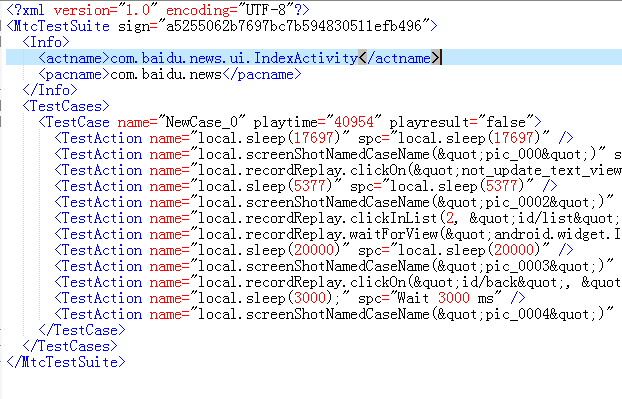 <?xml version="1.0" encoding="UTF-8"?>
<MtcTestSuite sign="a5255062b7697bc7b594830511efb496">
<Info>
<actname>com.baidu.news.ui.IndexActivity</actname>
<pacname>com.baidu.news</pacname>
</Info>
<TestCases>
<TestCase name="NewCase_0" playtime="40954" playresult="false">
<TestAction name="local.sleep(17697)" spc="local.sleep(17697)" />
<TestAction name="local.screenShotNamedCaseName(&quot;pic_000&quot;)" s
<TestAction name="local.recordReplay.clickOn(&quot;not_update_text_view
<TestAction name="local.sleep(5377)" spc="local.sleep(5377)" />
<TestAction name="local.screenShotNamedCaseName(&quot;pic_0002&quot;)"
<TestAction name="local.recordReplay.clickInList(2, &quot;id/list&quot;
<TestAction name="local.recordReplay.waitForView(&quot;android.widget.I
<TestAction name="local.sleep(20000)" spc="local.sleep(20000)" />
<TestAction name="local.screenShotNamedCaseName(&quot;pic_0003&quot;)"
<TestAction name="local.recordReplay.clickOn(&quot;id/back&quot;, &quot
<TestAction name="local.sleep(3000);" spc="Wait 3000 ms" />
<TestAction name="local.screenShotNamedCaseName(&quot;pic_0004&quot;)"
</TestCase>
</TestCases>
</MtcTestSuite>